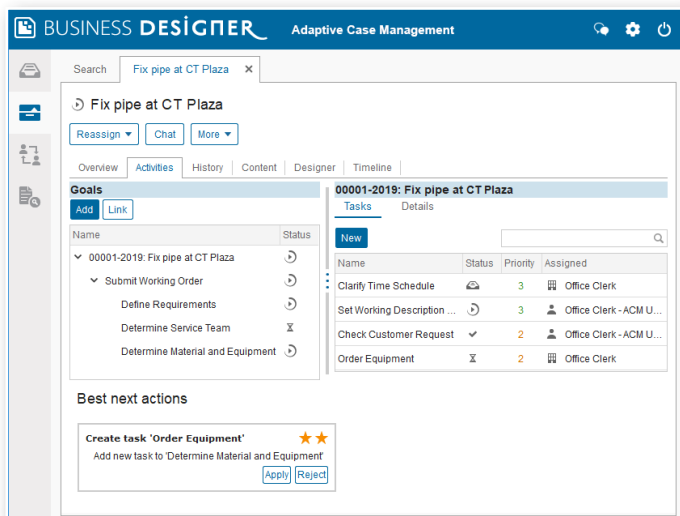 BUSINESS DESIGNER Adaptive Case Management
Search Fix pipe at CT Plaza
Fix pipe at CT Plaza
Reassign Chat More
Overview Activities History Content Designer Timeline
Goals
Add Link
Name Status
00001-2019: Fix pipe at CT Plaza
Submit Working Order
Define Requirements
Determine Service Team
Determine Material and Equipment
00001-2019: Fix pipe at CT Plaza
Tasks Details
New
Name Status Priority Assigned
Clarify Time Schedule 3 Office Clerk
Set Working Description ... 3 Office Clerk - ACM U...
Check Customer Request 2 Office Clerk - ACM U...
Order Equipment 2 Office Clerk
Best next actions
Create task 'Order Equipment'
Add new task to 'Determine Material and Equipment'
Apply Reject